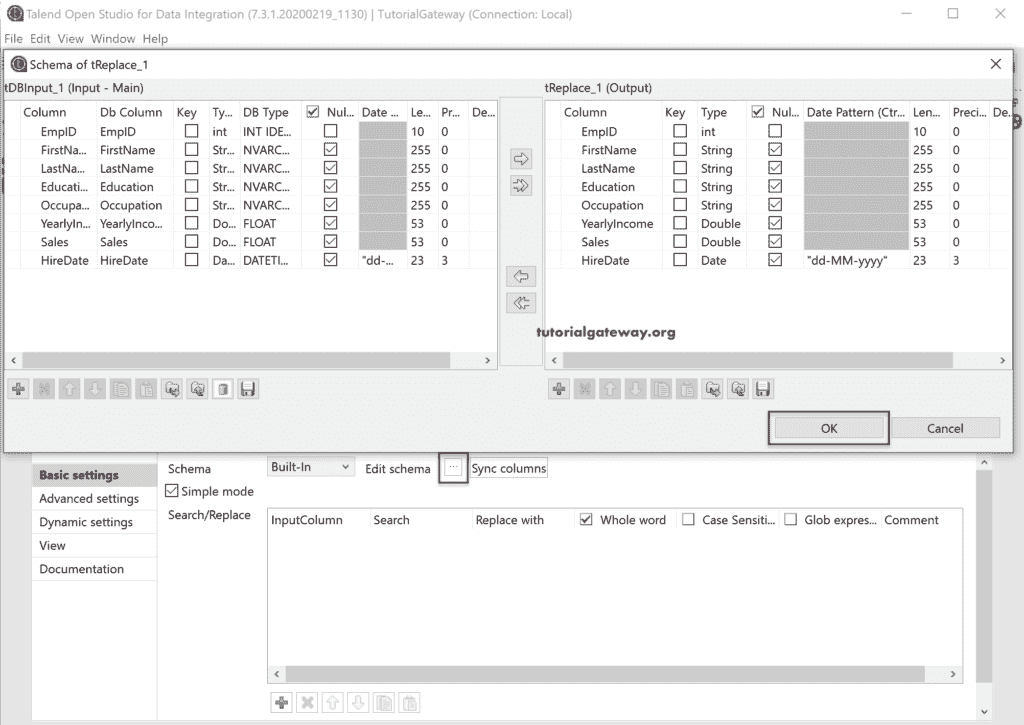 Talend Open Studio for Data Integration (7.3.1.20200219_1130) | TutorialGateway (Connection: Local)
File Edit View Window Help
Schema of tReplace_1
tDBInput_1 (Input - Main)
Column Db Column Key Ty... DB Type Nul... Date ... Le... Pr... De...
EmpID EmpID int INT IDE... 10 0
FirstNa... FirstName Str... NVARC... 255 0
LastNa... LastName Str... NVARC... 255 0
Educati... Education Str... NVARC... 255 0
Occupa... Occupation Str... NVARC... 255 0
YearlyIn... YearlyInco... Do... FLOAT 53 0
Sales Sales Do... FLOAT 53 0
HireDate HireDate Da... DATETI... "dd-... 23 3
tReplace_1 (Output)
Column Key Type Nul... Date Pattern (Ctr... Len... Preci... De
EmpID int 10 0
FirstName String 255 0
LastName String 255 0
Education String 255 0
Occupation String 255 0
YearlyIncome Double 53 0
Sales Double 53 0
HireDate Date "dd-MM-yyyy" 23 3
tutorialgateway.org
OK Cancel
Basic settings
Advanced settings
Dynamic settings
View
Documentation
Schema Built-In Edit schema ... Sync columns
Simple mode
Search/Replace
InputColumn Search Replace with Whole word Case Sensiti... Glob expres... Comment